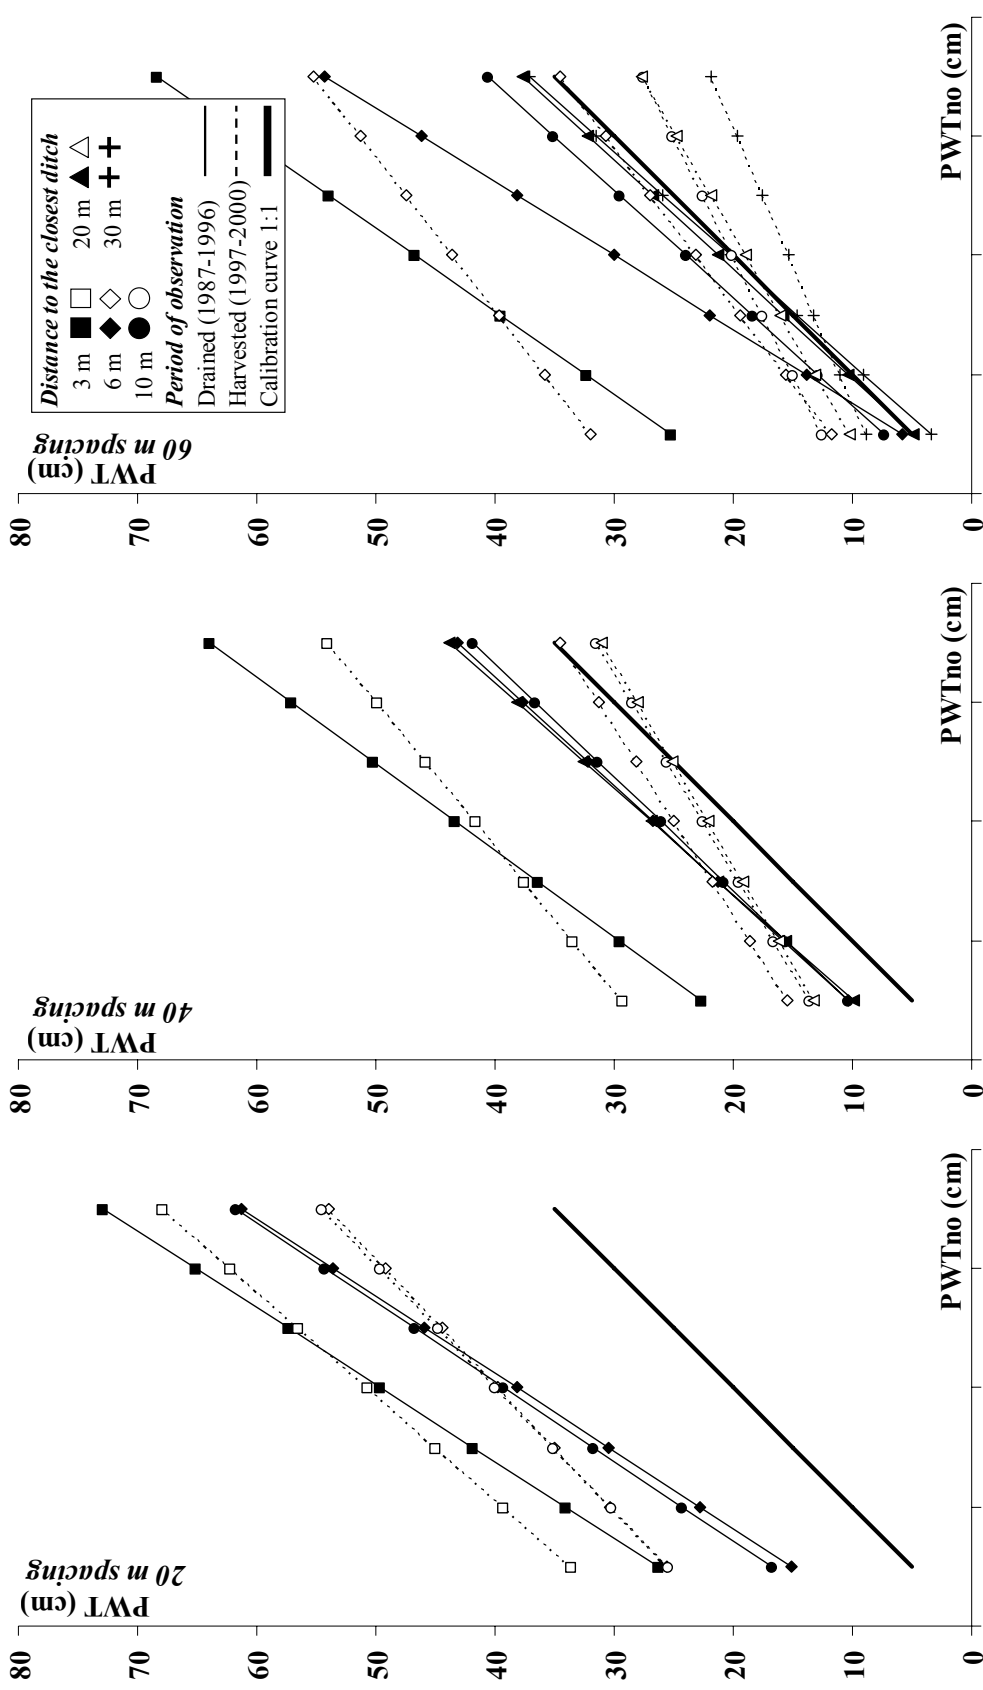 20 m spacing
PWT (cm)
80
70
60
50
40
30
20
10
0
PWTno (cm)
40 m spacing
PWT (cm)
80
70
60
50
40
30
20
10
0
PWTno (cm)
60 m spacing
PWT (cm)
80
70
60
50
40
30
20
10
0
PWTno (cm)
Distance to the closest ditch
3 m 20 m
6 m 30 m
10 m
Period of observation
Drained (1987-1996)
Harvested (1997-2000)
Calibration curve 1:1